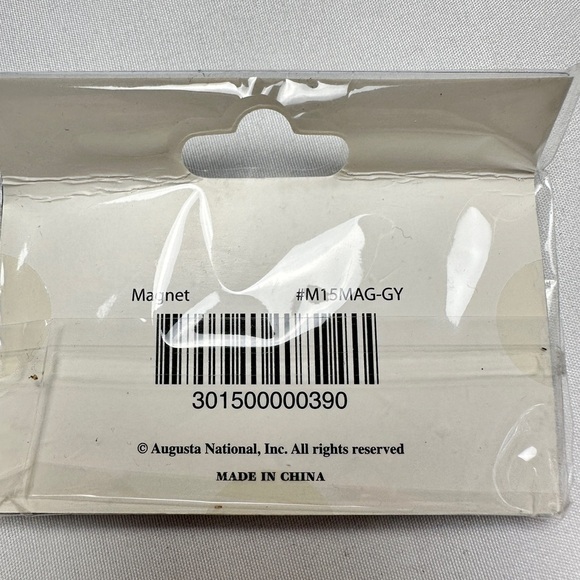 Magnet #M15MAG-GY
301500000390
© Augusta National, Inc. All rights reserved
MADE IN CHINA